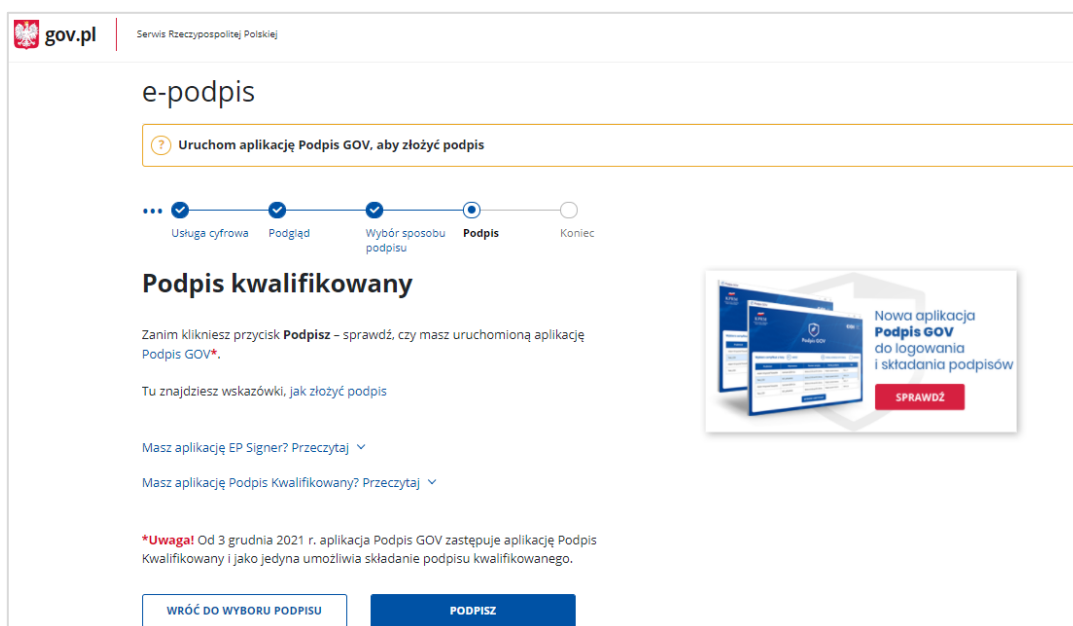 gov.pl
Serwis Rzeczypospolitej Polskiej
e-podpis
Uruchom aplikację Podpis GOV, aby złożyć podpis
Usługa cyfrowa
Podgląd
Wybór sposobu
podpisu
Podpis
Koniec
Podpis kwalifikowany
Zanim klikniesz przycisk Podpisz – sprawdź, czy masz uruchomioną aplikację
Podpis GOV*.
Tu znajdziesz wskazówki, jak złożyć podpis
Masz aplikację EP Signer? Przeczytaj
Masz aplikację Podpis Kwalifikowany? Przeczytaj
*Uwaga! Od 3 grudnia 2021 r. aplikacja Podpis GOV zastępuje aplikację Podpis
Kwalifikowany i jako jedyna umożliwia składanie podpisu kwalifikowanego.
WRÓĆ DO WYBORU PODPISU
PODPISZ
Podpis GOV
Nowa aplikacja
Podpis GOV
do logowania
i składania podpisów
SPRAWDŹ